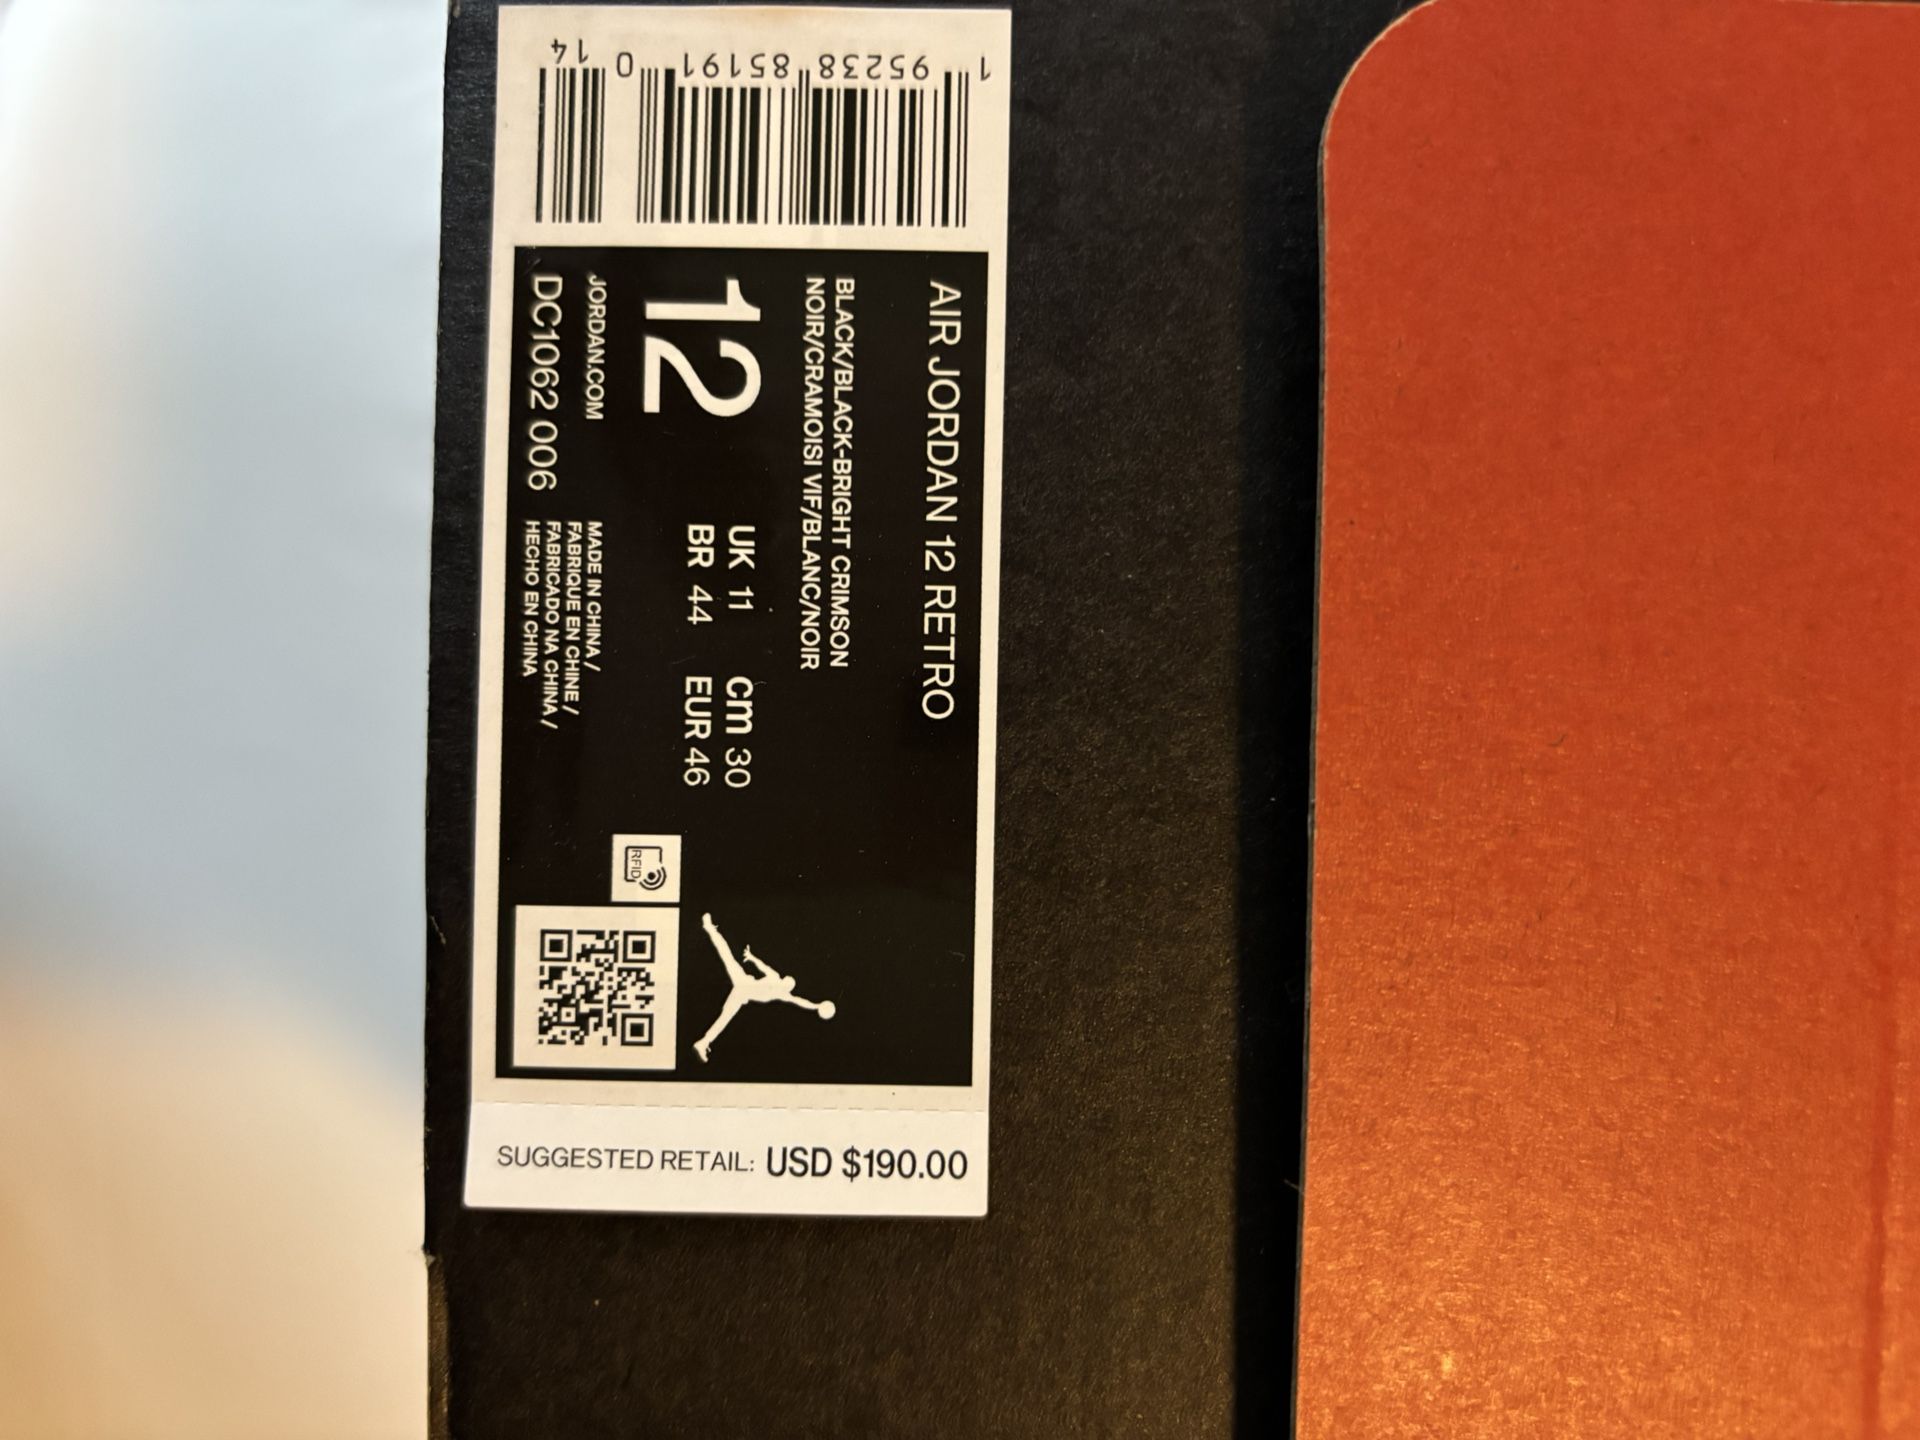 AIR JORDAN 12 RETRO
BLACK/BLACK-BRIGHT CRIMSON
NOIR/CRAMOISI VIF/BLANC/NOIR
12
UK 11 cm 30
BR 44 EUR 46
JORDAN.COM
DC1062 006
MADE IN CHINA /
FABRIQUE EN CHINE /
FABRICADO NA CHINA /
HECHO EN CHINA
RFID
1 95238 85191 0 14
SUGGESTED RETAIL: USD $190.00